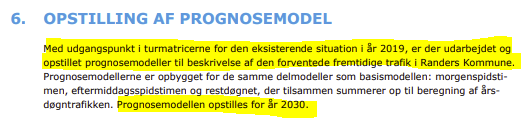 6. OPSTILLING AF PROGNOSEMODEL
Med udgangspunkt i turmatricerne for den eksisterende situation i år 2019, er der udarbejdet og
opstillet prognosemodeller til beskrivelse af den forventede fremtidige trafik i Randers Kommune.
Prognosemodellerne er opbygget for de samme delmodeller som basismodellen: morgenspidsti-
men, eftermiddagsspidstimen og restdøgnet, der tilsammen summerer op til beregning af års-
døgntrafikken. Prognosemodellen opstilles for år 2030.